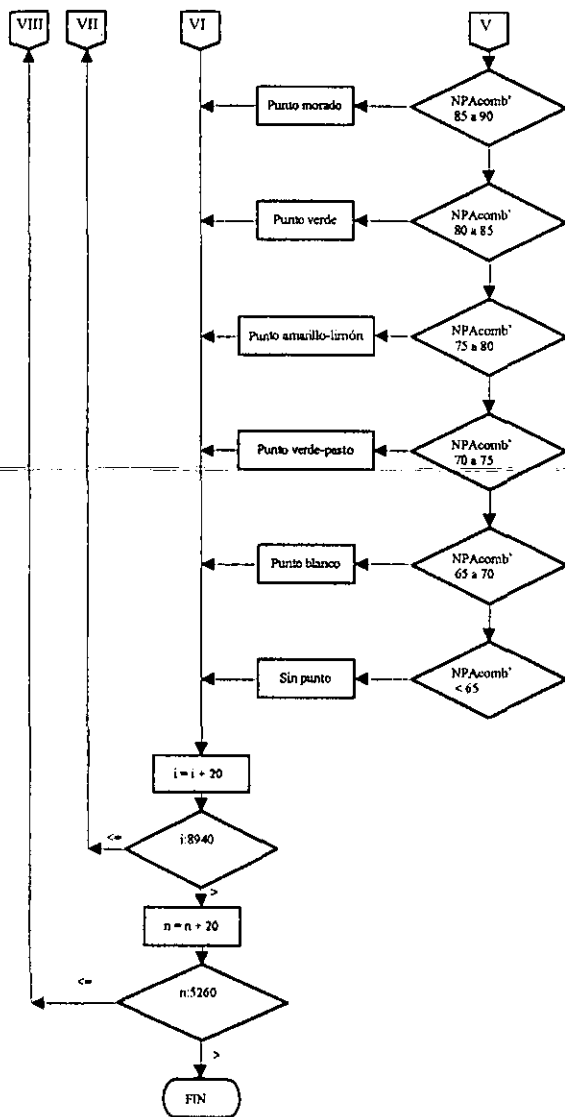 VIII
VII
VI
V
Punto morado
NPAcomb'
85 a 90
Punto verde
NPAcomb'
80 a 85
Punto amarillo-limón
NPAcomb'
75 a 80
Punto verde-pasto
NPAcomb'
70 a 75
Punto blanco
NPAcomb'
65 a 70
Sin punto
NPAcomb'
< 65
i = i + 20
<=
i:8940
>
n = n + 20
<=
n:5260
>
FIN